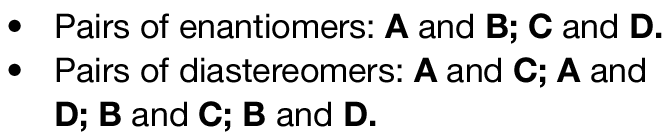 • Pairs of enantiomers: A and B; C and D.
• Pairs of diastereomers: A and C; A and
D; B and C; B and D.